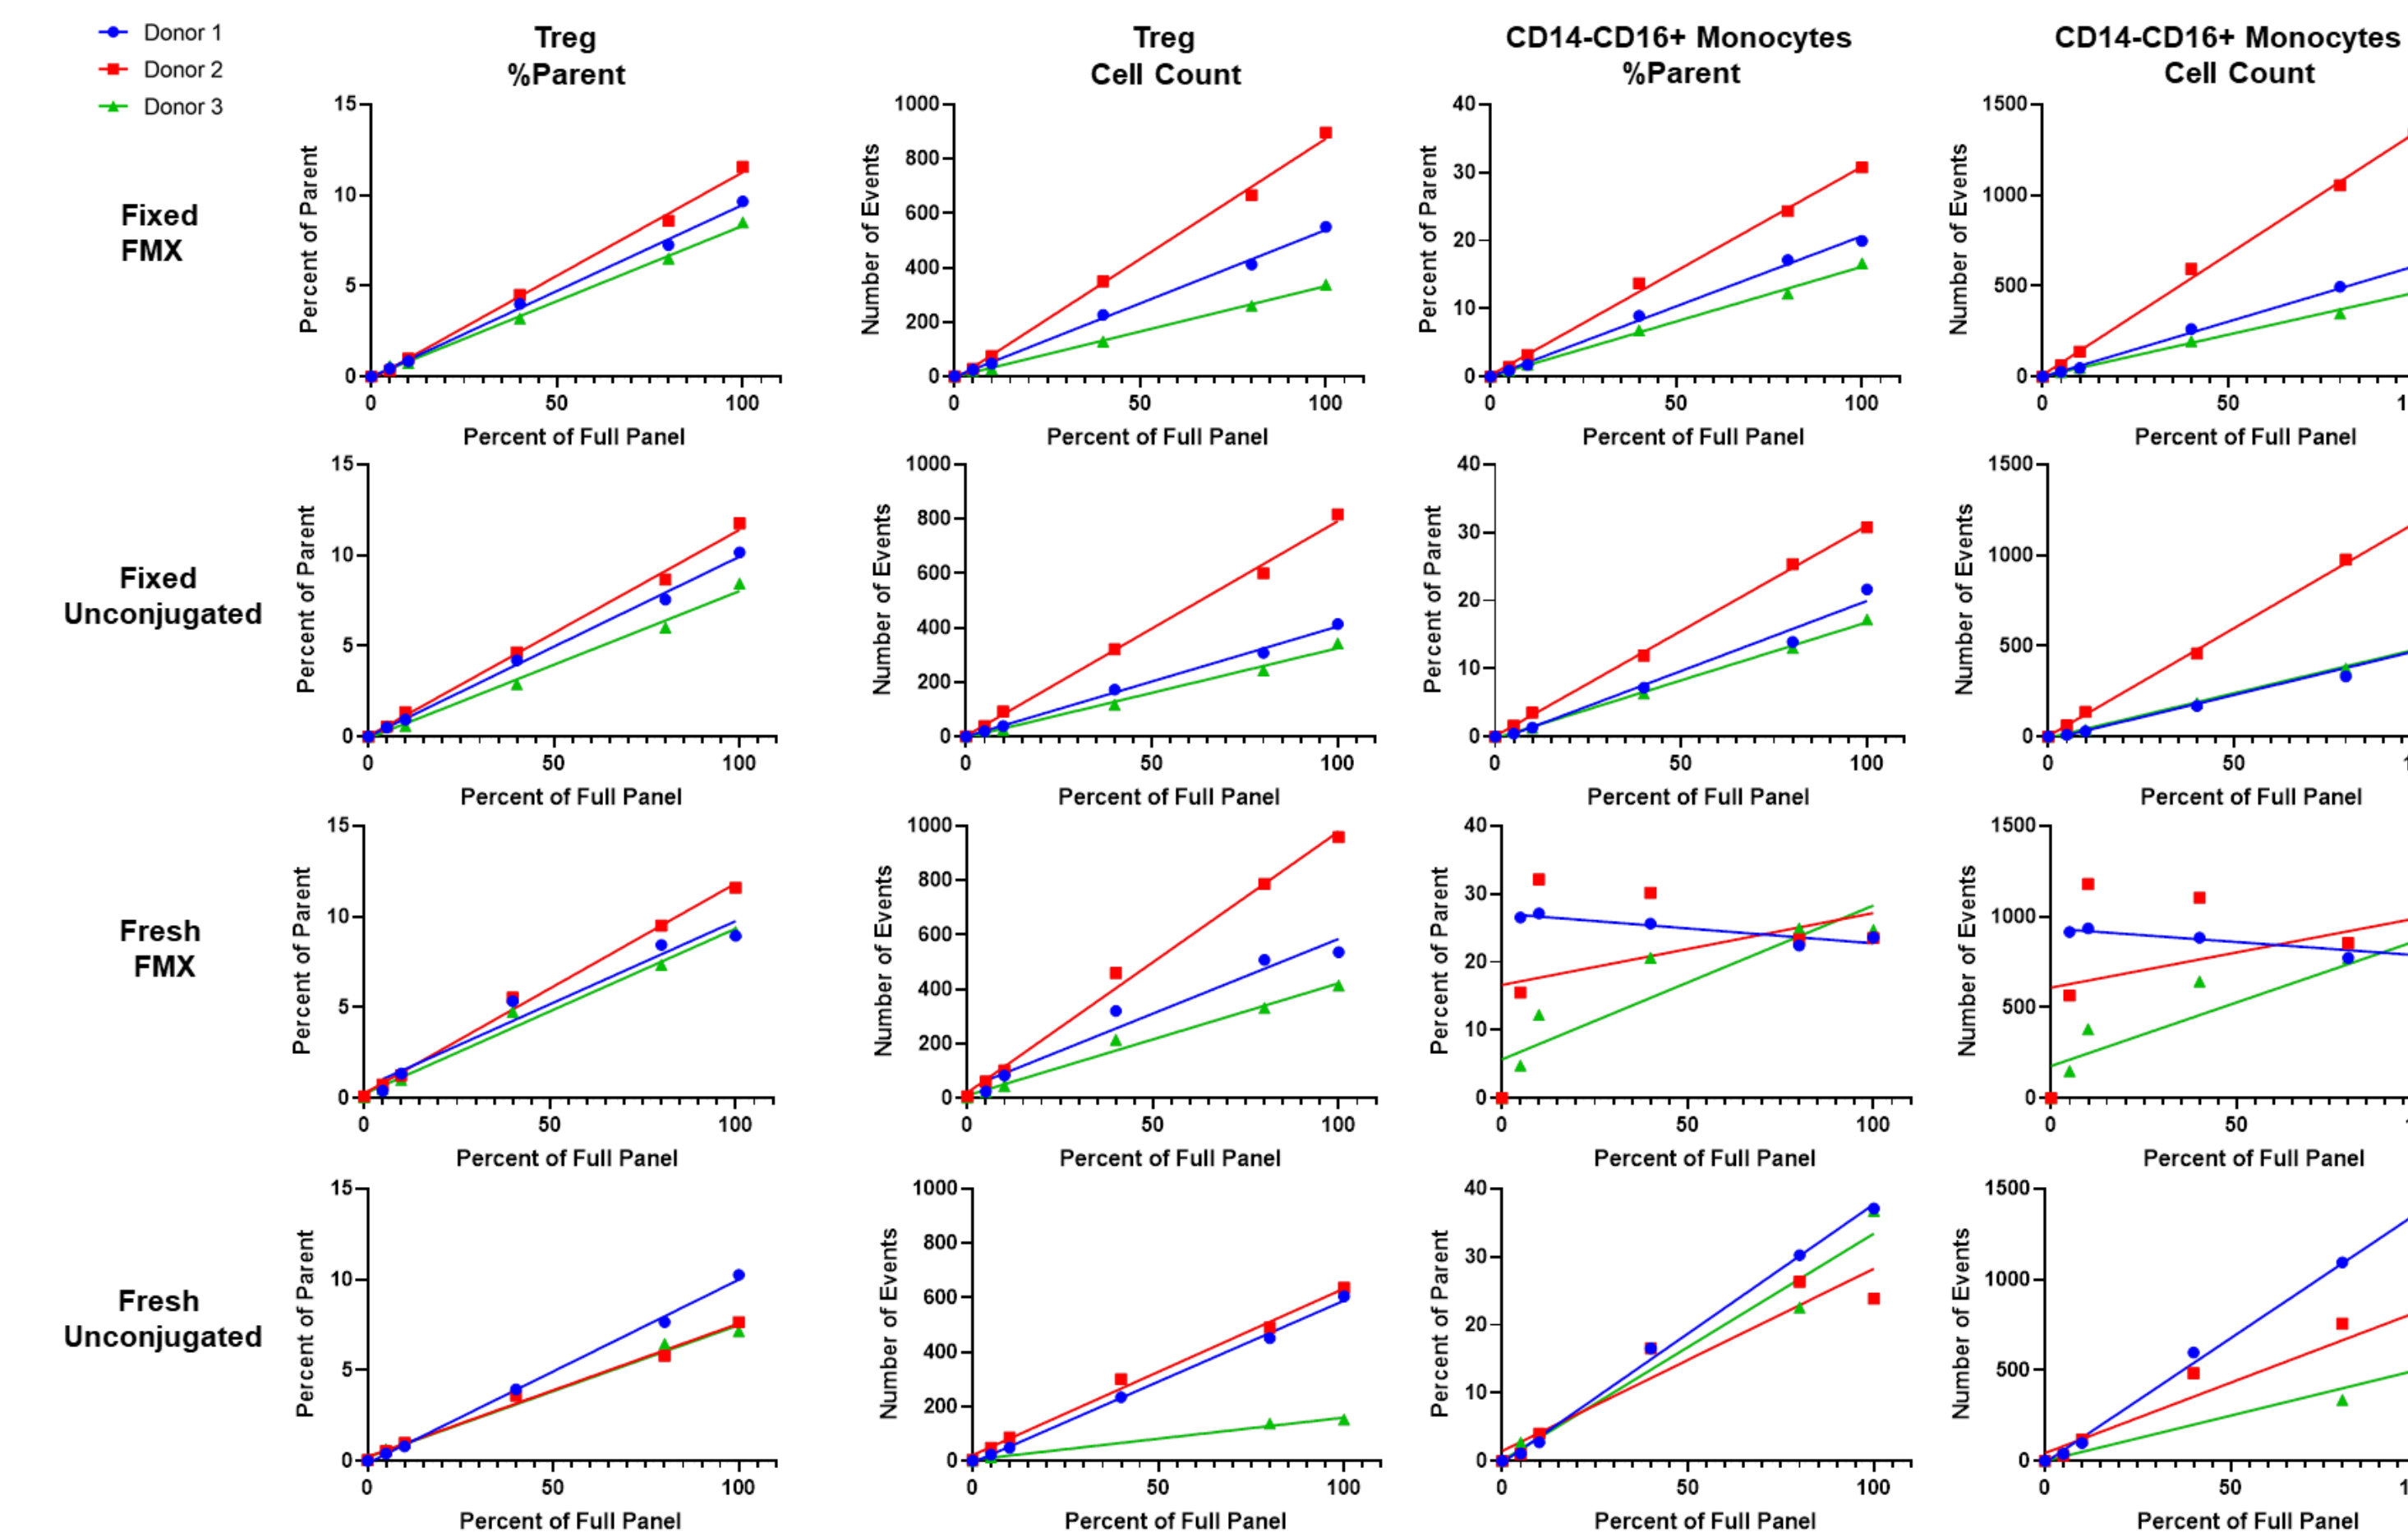 Donor 1
Donor 2
Donor 3
Treg
%Parent
Treg
Cell Count
CD14-CD16+ Monocytes
%Parent
CD14-CD16+ Monocytes
Cell Count
Fixed
FMX
Percent of Parent
15
10
5
0
0 50 100
Percent of Full Panel
Number of Events
1000
800
600
400
200
0
0 50 100
Percent of Full Panel
Percent of Parent
40
30
20
10
0
0 50 100
Percent of Full Panel
Number of Events
1500
1000
500
0
0 50 1
Percent of Full Panel
Fixed
Unconjugated
Percent of Parent
15
10
5
0
0 50 100
Percent of Full Panel
Number of Events
1000
800
600
400
200
0
0 50 100
Percent of Full Panel
Percent of Parent
40
30
20
10
0
0 50 100
Percent of Full Panel
Number of Events
1500
1000
500
0
0 50 1
Percent of Full Panel
Fresh
FMX
Percent of Parent
15
10
5
0
0 50 100
Percent of Full Panel
Number of Events
1000
800
600
400
200
0
0 50 100
Percent of Full Panel
Percent of Parent
40
30
20
10
0
0 50 100
Percent of Full Panel
Number of Events
1500
1000
500
0
0 50 1
Percent of Full Panel
Fresh
Unconjugated
Percent of Parent
15
10
5
0
0 50 100
Percent of Full Panel
Number of Events
1000
800
600
400
200
0
0 50 100
Percent of Full Panel
Percent of Parent
40
30
20
10
0
0 50 100
Percent of Full Panel
Number of Events
1500
1000
500
0
0 50 1
Percent of Full Panel